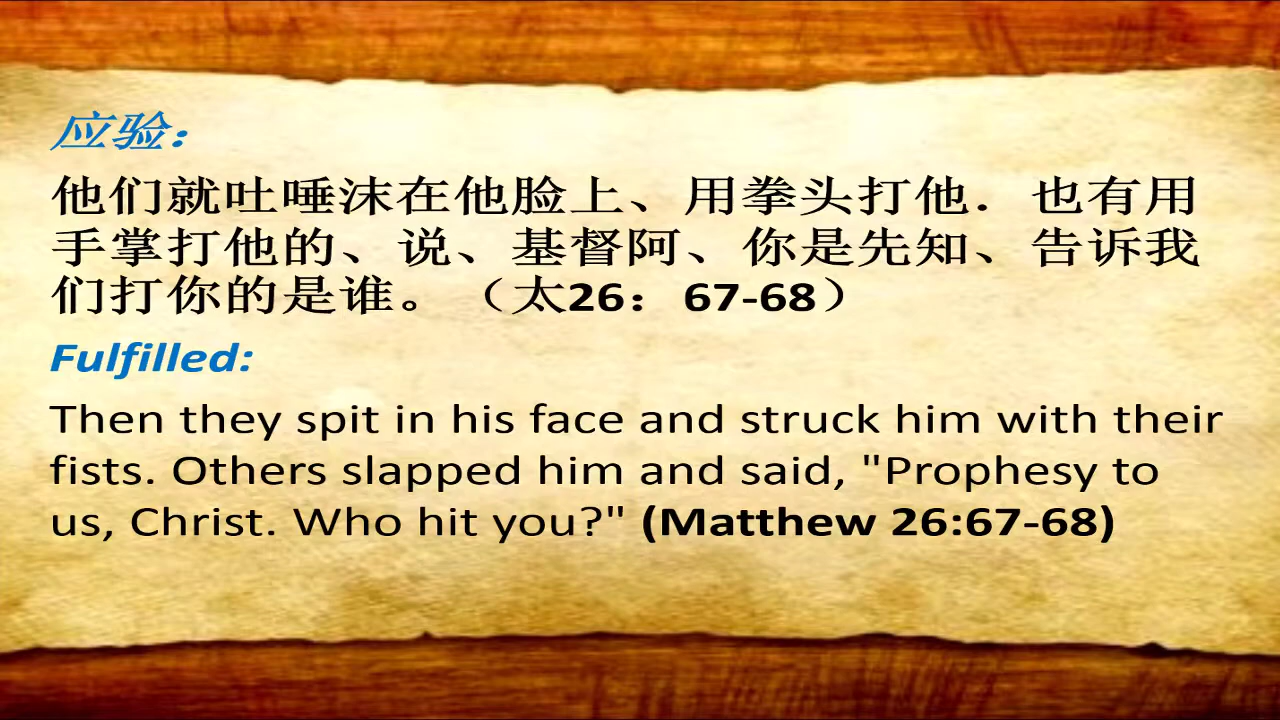 应验：
他们就吐唾沫在他脸上、用拳头打他．也有用
手掌打他的、说、基督阿、你是先知、告诉我
们打你的是谁。（太26：67-68）
Fulfilled:
Then they spit in his face and struck him with their
fists. Others slapped him and said, "Prophesy to
us, Christ. Who hit you?" (Matthew 26:67-68)